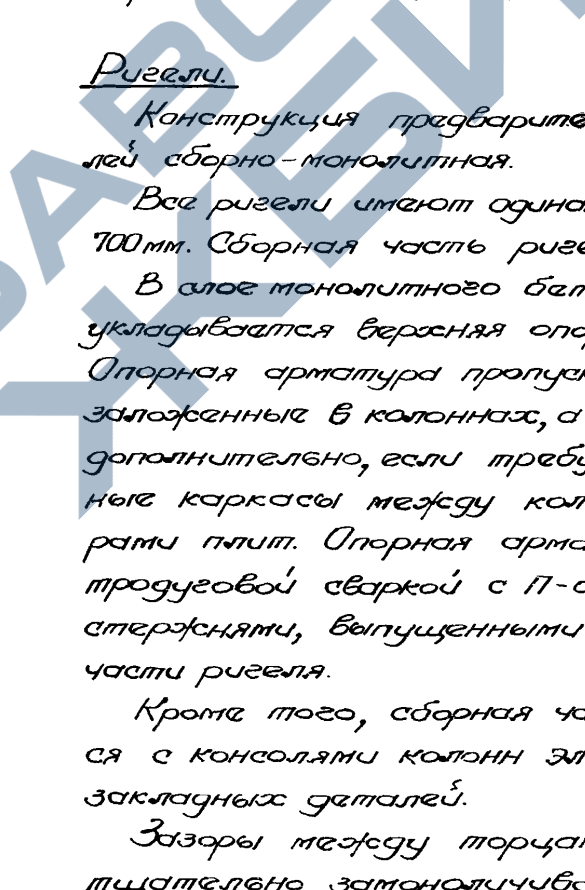 Ригели.
Конструкция предварите
лей сборно-монолитная.
Все ригели имеют одина
700мм. Сборная часть риге
В слое монолитного бет
укладывается верхняя опо
Опорная арматура пропуск
заложенные в колоннах, а
дополнительно, если требу
ные каркасы между кол
рами плит. Опорная арма
тродуговой сваркой с П-о
стержнями, выпущенными
части ригеля.
Кроме того, сборная ча
ся с консолями колонн эл
закладных деталей.
Зазоры между торца
тщательно замоноличива